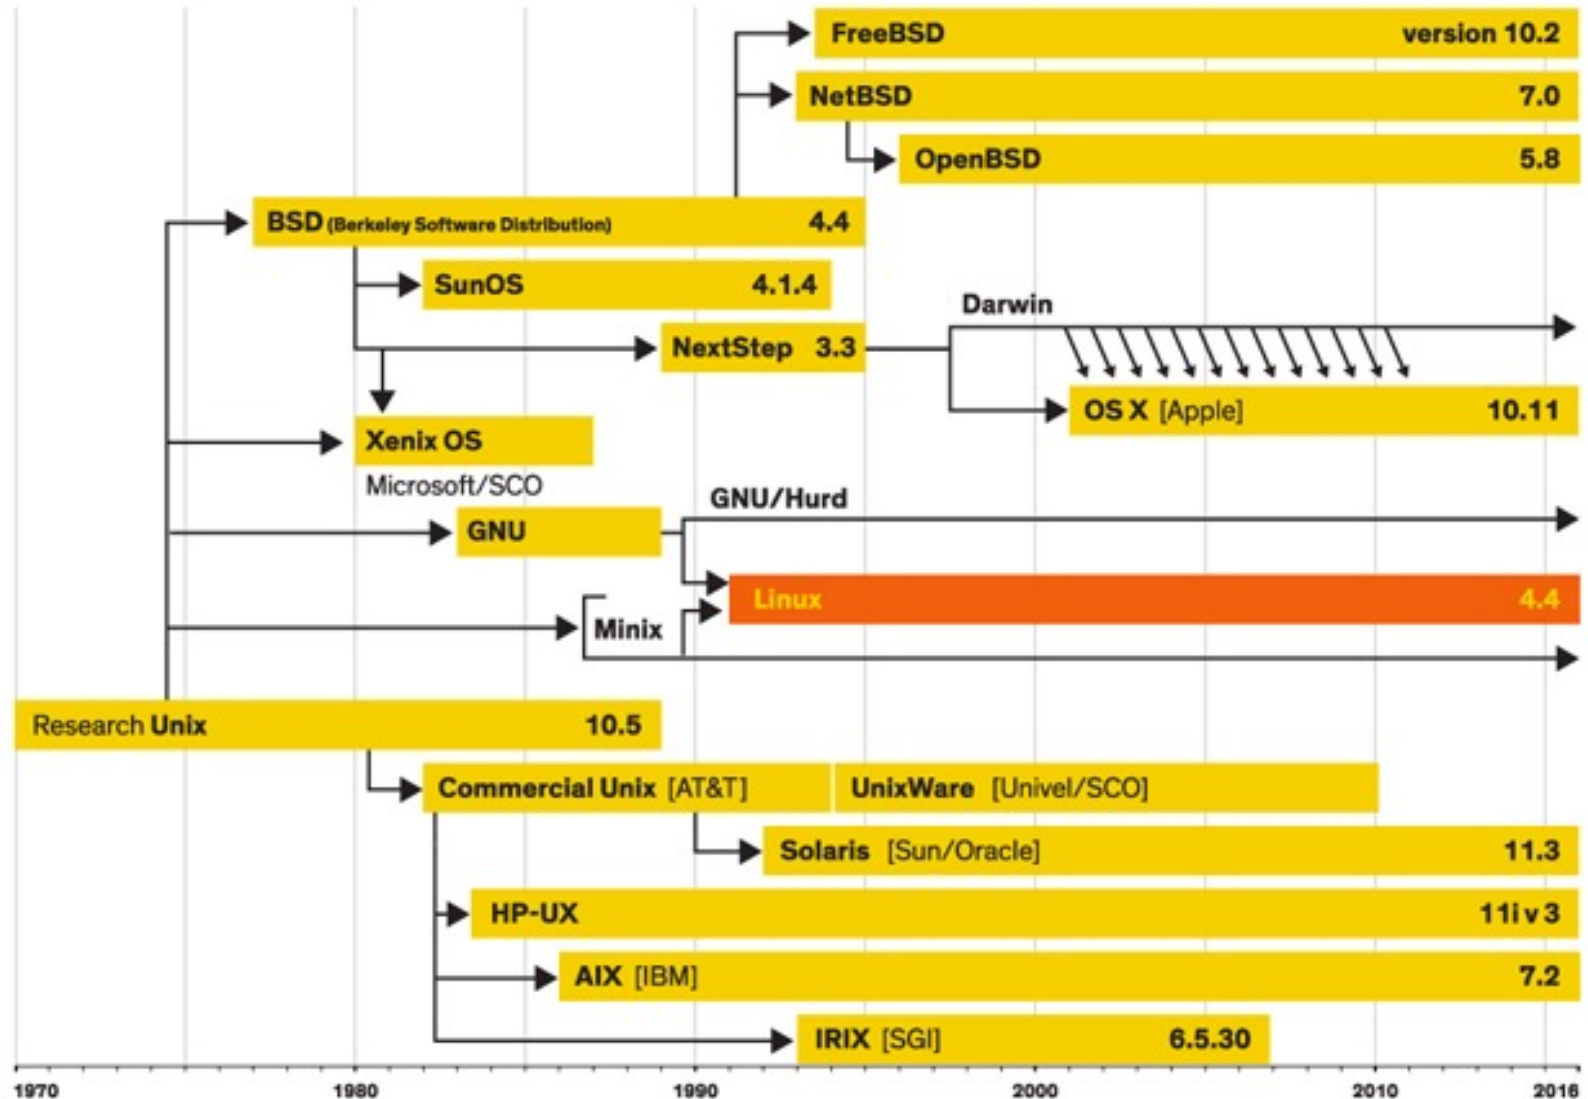 FreeBSD version 10.2
NetBSD 7.0
OpenBSD 5.8
BSD (Berkeley Software Distribution) 4.4
SunOS 4.1.4
Darwin
NextStep 3.3
OS X [Apple] 10.11
Xenix OS
Microsoft/SCO
GNU/Hurd
GNU
Linux 4.4
Minix
Research Unix 10.5
Commercial Unix [AT&T] UnixWare [Univel/SCO]
Solaris [Sun/Oracle] 11.3
HP-UX 11i v 3
AIX [IBM] 7.2
IRIX [SGI] 6.5.30
1970 1980 1990 2000 2010 2016